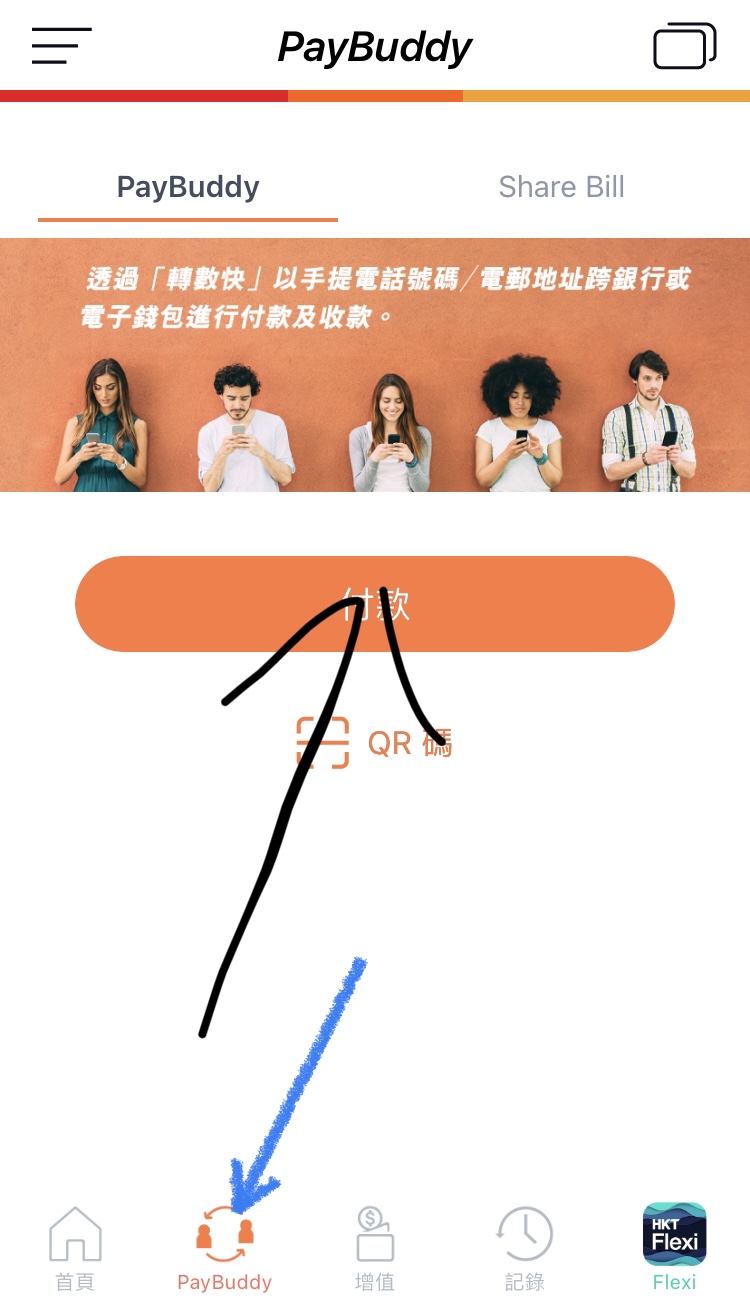 PayBuddy
PayBuddy
Share Bill
透過「轉數快」以手提電話號碼/電郵地址跨銀行或
電子錢包進行付款及收款。
付款
QR 碼
首頁
PayBuddy
增值
記錄
HKT
Flexi
Flexi